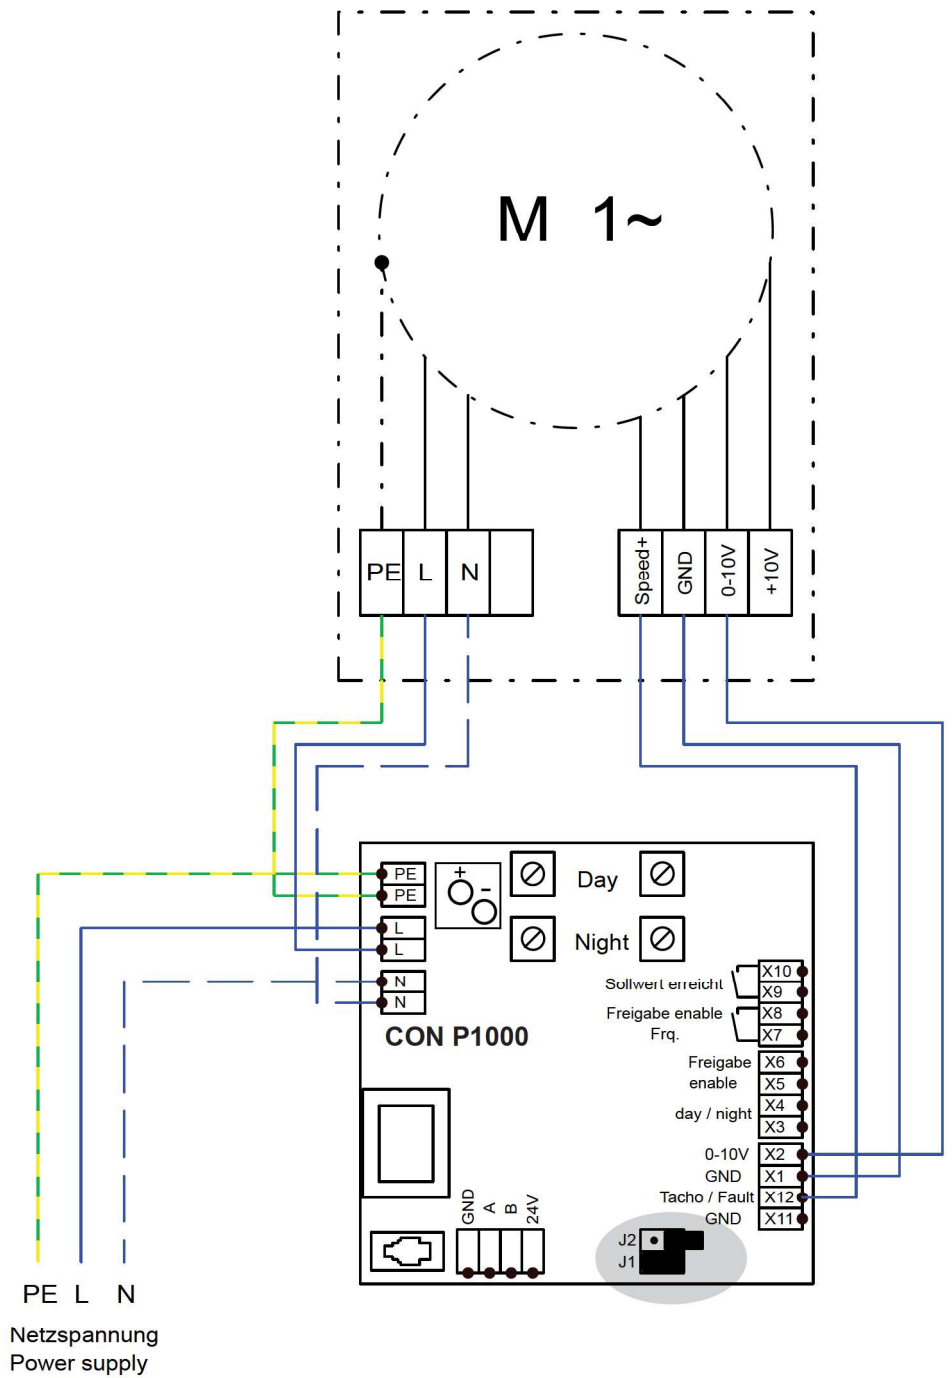 M 1~
PE L N
Speed+ GND 0-10V +10V
PE
PE
L
L
N
N
+ -
Day
Night
CON P1000
Sollwert erreicht
X10
X9
Freigabe enable
Frq.
X8
X7
Freigabe
enable
X6
X5
day / night
X4
X3
0-10V X2
GND X1
Tacho / Fault X12
GND X11
GND A B 24V
J2
J1
PE L N
Netzspannung
Power supply